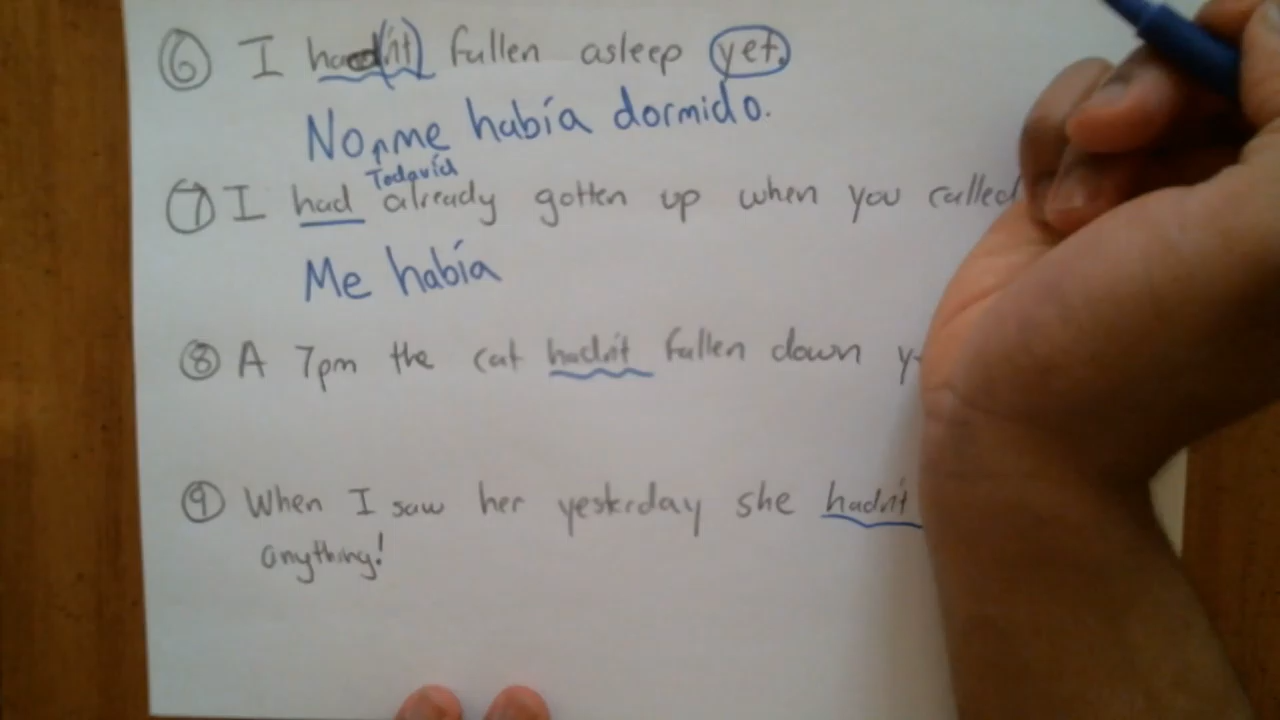 6 I hadn't fallen asleep yet.
No me había dormido.
Todavía
7 I had already gotten up when you called
Me había
8 A 7pm the cat hadn't fallen down
9 When I saw her yesterday she hadn't
anything!